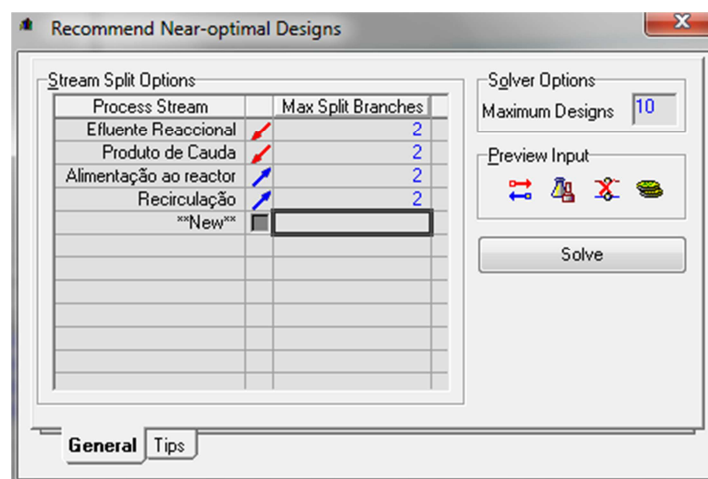 Recommend Near-optimal Designs
Stream Split Options
Process Stream Max Split Branches
Efluente Reaccional 2
Produto de Cauda 2
Alimentação ao reactor 2
Recirculação 2
**New**
Solver Options
Maximum Designs 10
Preview Input
Solve
General Tips